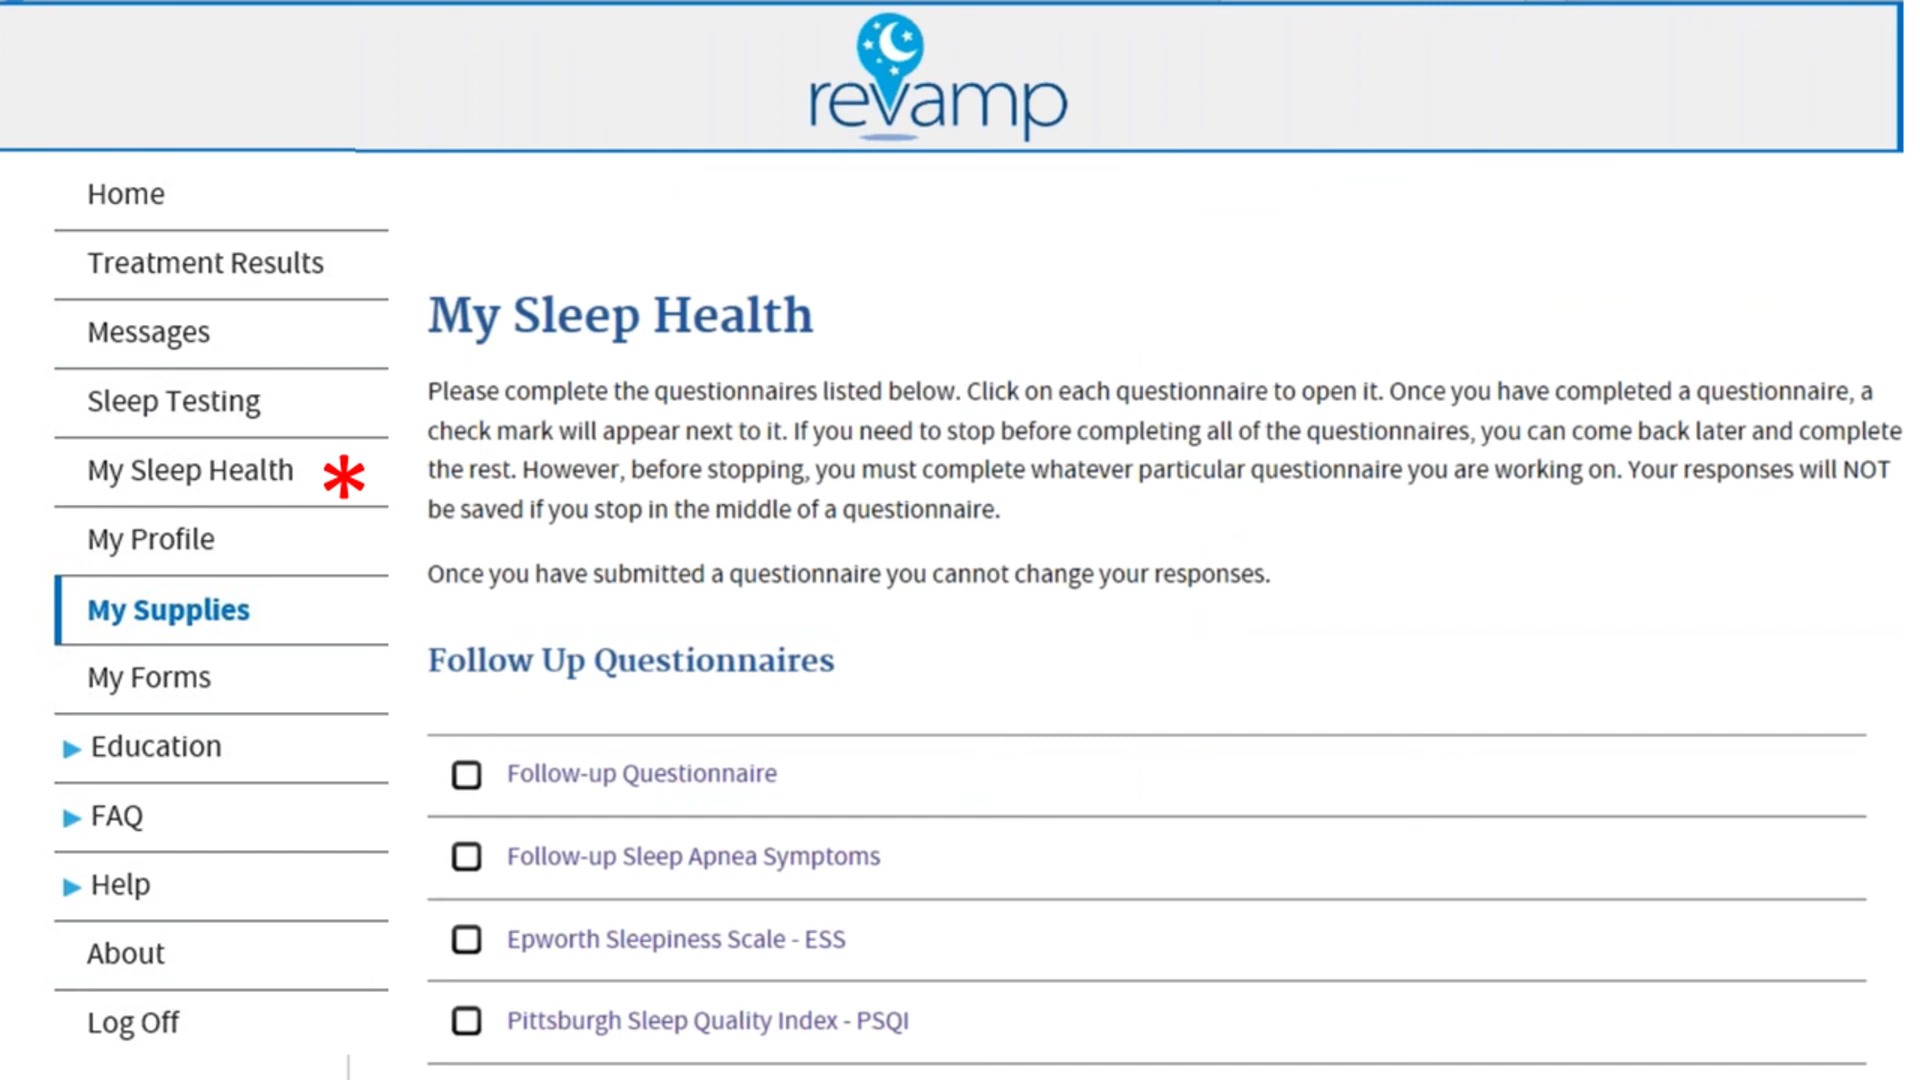 revamp
Home
Treatment Results
Messages
Sleep Testing
My Sleep Health *
My Profile
My Supplies
My Forms
Education
FAQ
Help
About
Log Off
My Sleep Health
Please complete the questionnaires listed below. Click on each questionnaire to open it. Once you have completed a questionnaire, a
check mark will appear next to it. If you need to stop before completing all of the questionnaires, you can come back later and complete
the rest. However, before stopping, you must complete whatever particular questionnaire you are working on. Your responses will NOT
be saved if you stop in the middle of a questionnaire.
Once you have submitted a questionnaire you cannot change your responses.
Follow Up Questionnaires
Follow-up Questionnaire
Follow-up Sleep Apnea Symptoms
Epworth Sleepiness Scale - ESS
Pittsburgh Sleep Quality Index - PSQI